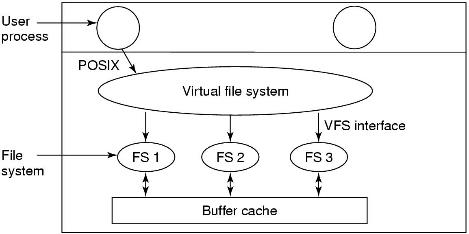 User
process
POSIX
Virtual file system
VFS interface
File
system
FS 1
FS 2
FS 3
Buffer cache